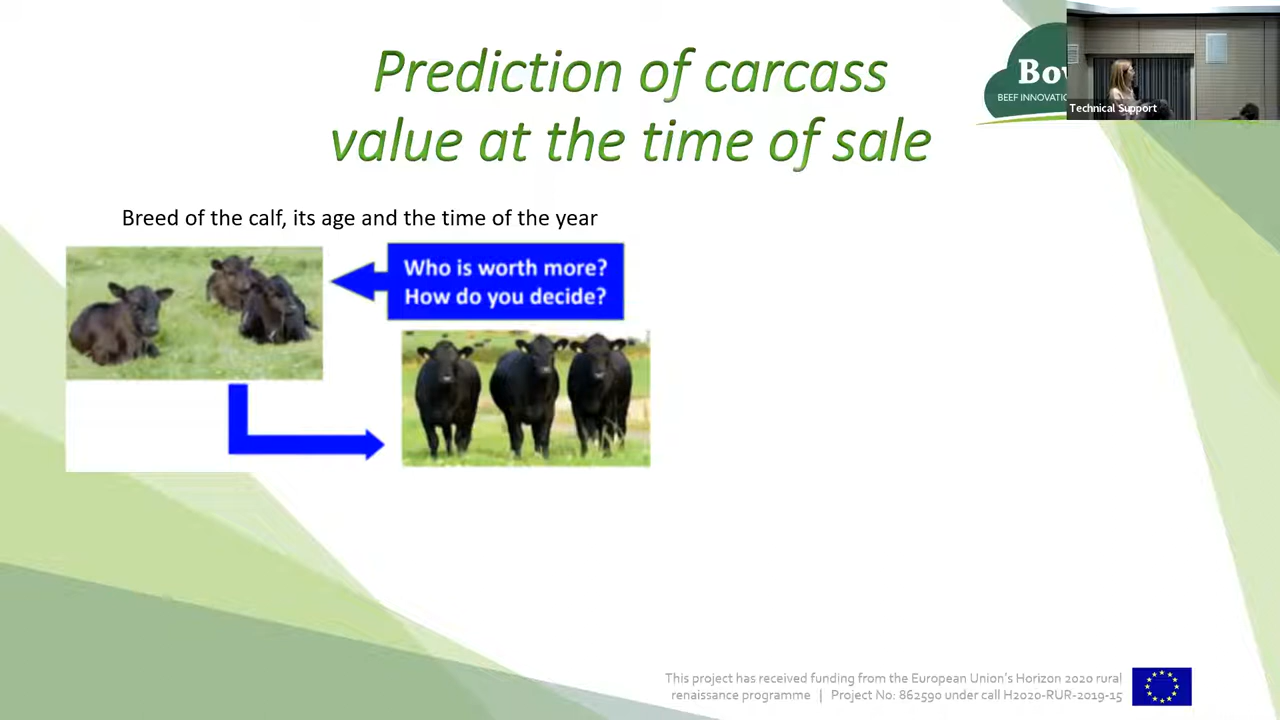 Prediction of carcass
value at the time of sale
BEEF INNOVATIO
Technical Support
Breed of the calf, its age and the time of the year
Who is worth more?
How do you decide?
This project has received funding from the European Union's Horizon 2020 rural
renaissance programme | Project No: 862590 under call H2020-RUR-2019-15